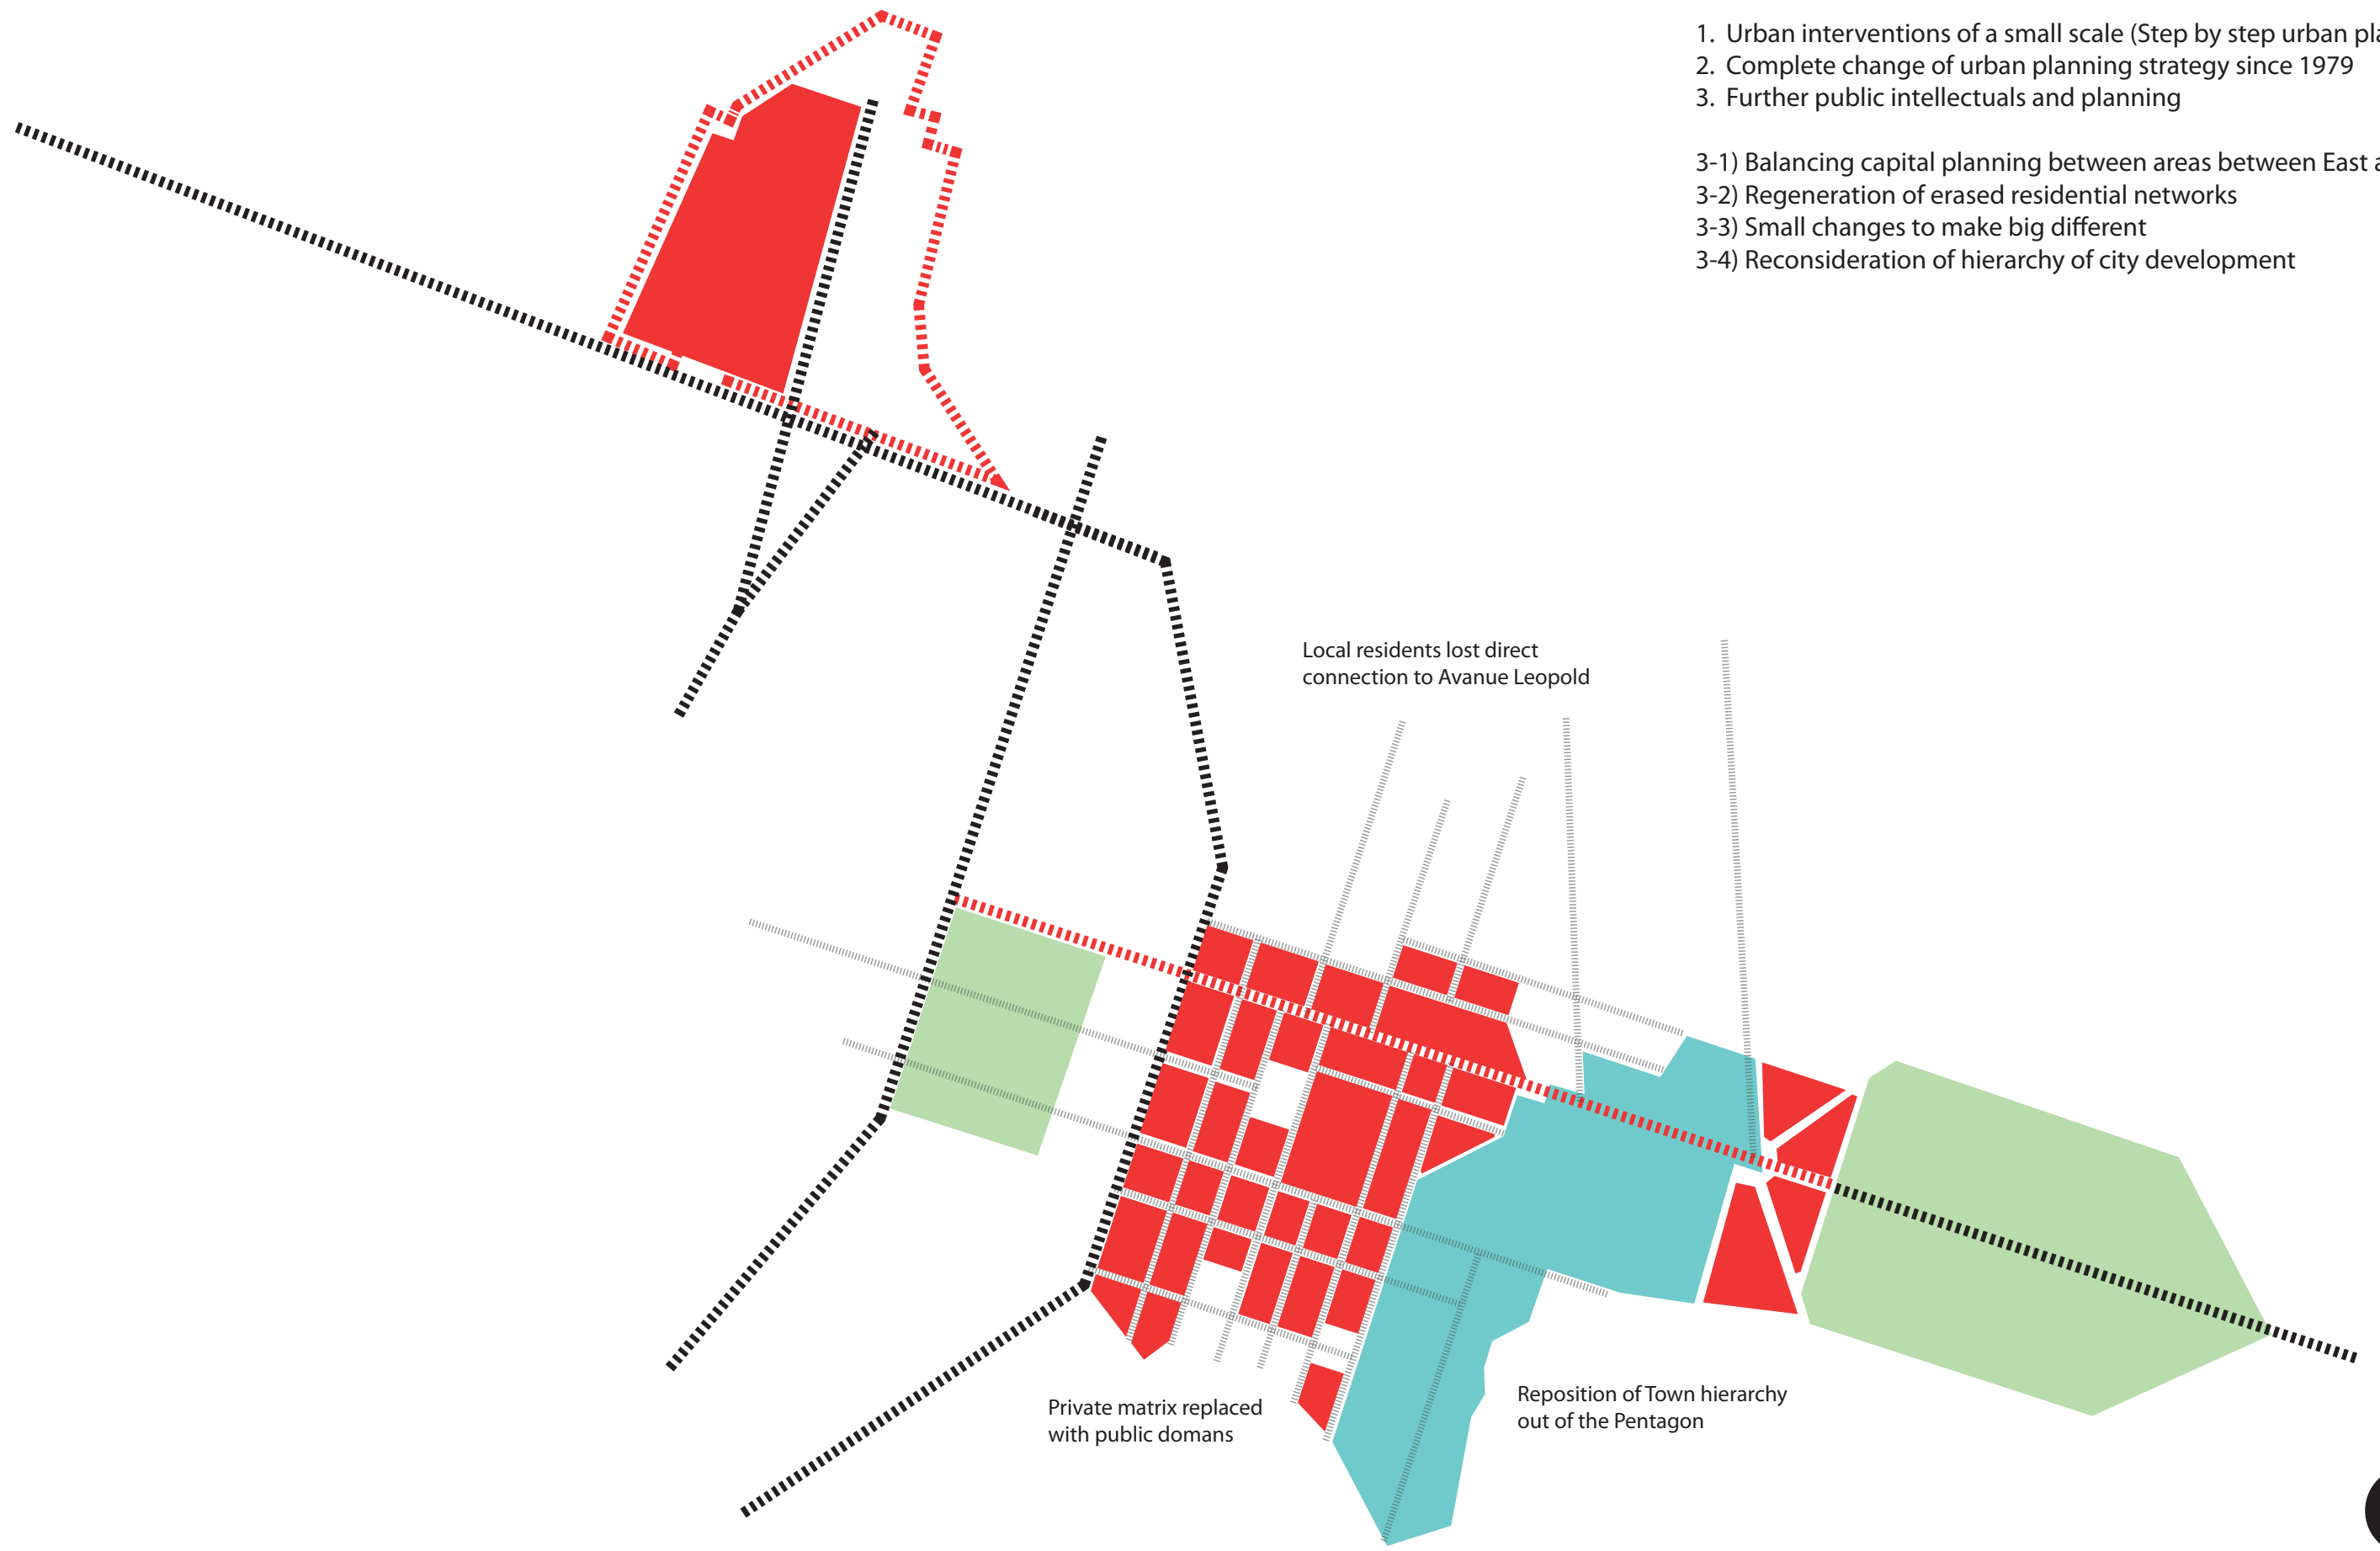 1. Urban interventions of a small scale (Step by step urban pla
2. Complete change of urban planning strategy since 1979
3. Further public intellectuals and planning
3-1) Balancing capital planning between areas between East a
3-2) Regeneration of erased residential networks
3-3) Small changes to make big different
3-4) Reconsideration of hierarchy of city development
Local residents lost direct
connection to Avanue Leopold
Private matrix replaced
with public domans
Reposition of Town hierarchy
out of the Pentagon